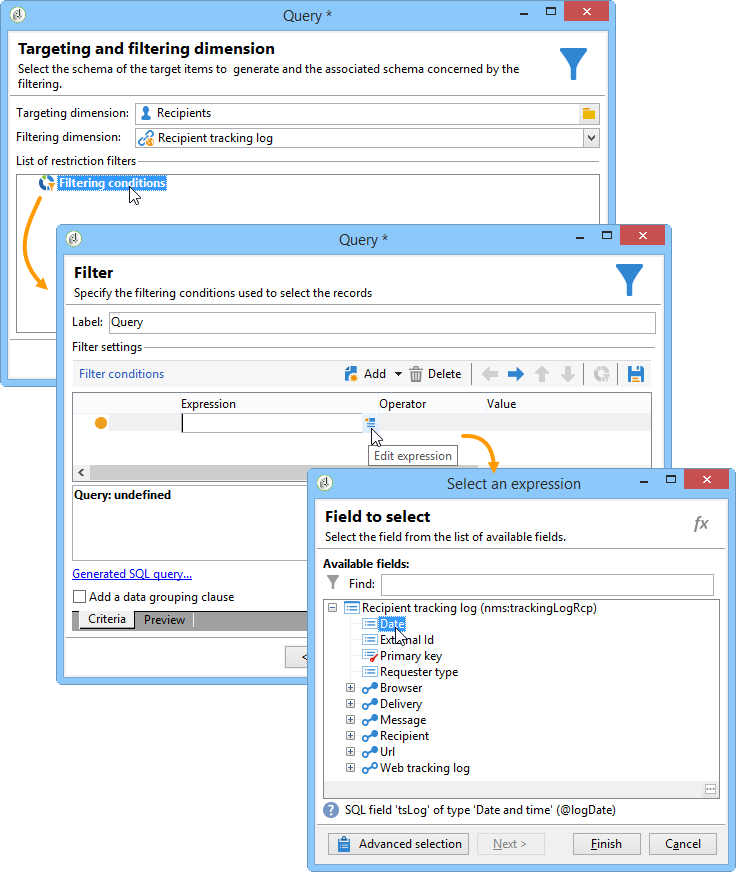 Query *
Targeting and filtering dimension
Select the schema of the target items to generate and the associated schema concerned by the
filtering.
Targeting dimension: Recipients
Filtering dimension: Recipient tracking log
List of restriction filters
Filtering conditions
Query *
Filter
Specify the filtering conditions used to select the records
Label: Query
Filter settings
Filter conditions Add Delete
Expression Operator Value
Edit expression
Query: undefined
Generated SQL query...
Add a data grouping clause
Criteria Preview
<
Select an expression
Field to select
Select the field from the list of available fields.
fx
Available fields:
Find:
Recipient tracking log (nms:trackingLogRcp)
Date
External Id
Primary key
Requester type
Browser
Delivery
Message
Recipient
Url
Web tracking log
...
? SQL field 'tsLog' of type 'Date and time' (@logDate)
Advanced selection Next > Finish Cancel